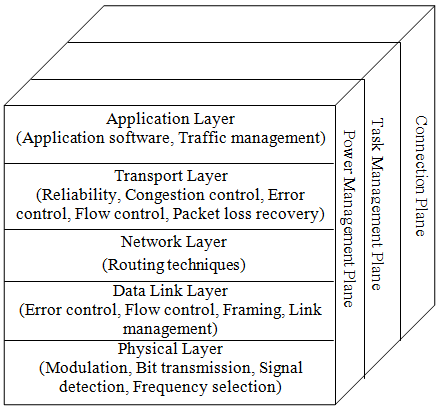 Application Layer
(Application software, Traffic management)
Transport Layer
(Reliability, Congestion control, Error
control, Flow control, Packet loss recovery)
Network Layer
(Routing techniques)
Data Link Layer
(Error control, Flow control, Framing, Link
management)
Physical Layer
(Modulation, Bit transmission, Signal
detection, Frequency selection)
Power Management Plane
Task Management Plane
Connection Plane